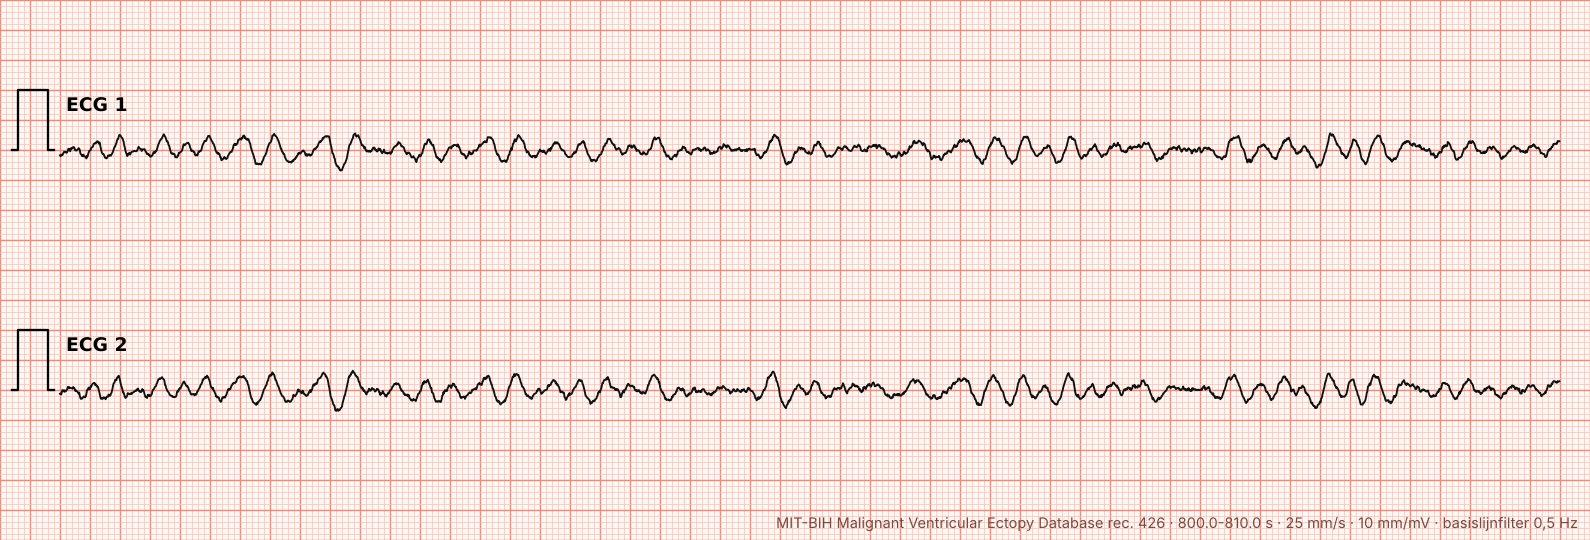 ECG 1
ECG 2
MIT-BIH Malignant Ventricular Ectopy Database rec. 426 · 800.0-810.0 s · 25 mm/s · 10 mm/mV · basislijnfilter 0,5 Hz